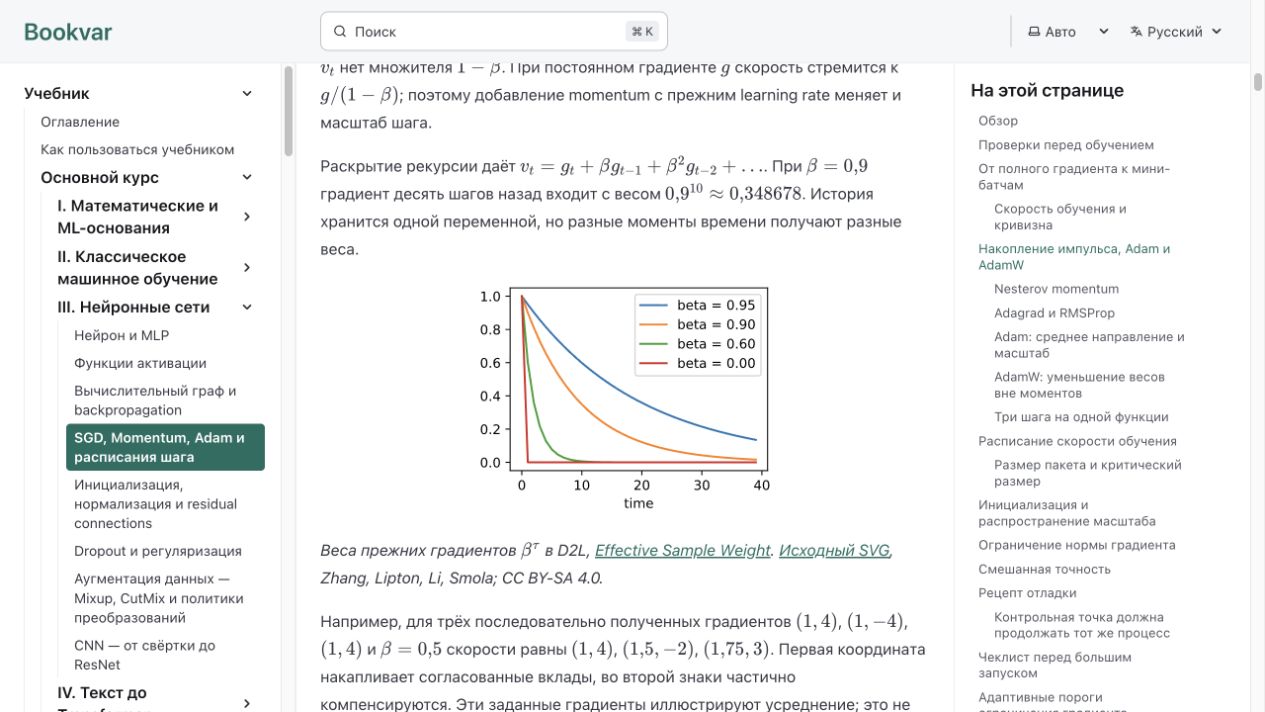 Bookvar
Поиск
⌘ K
Авто
Русский
Учебник
Оглавление
Как пользоваться учебником
Основной курс
I. Математические и
ML-основания
II. Классическое
машинное обучение
III. Нейронные сети
Нейрон и MLP
Функции активации
Вычислительный граф и
backpropagation
SGD, Momentum, Adam и
расписания шага
Инициализация,
нормализация и residual
connections
Dropout и регуляризация
Аугментация данных —
Mixup, CutMix и политики
преобразований
CNN — от свёртки до
ResNet
IV. Текст до
v_t нет множителя 1 − β. При постоянном градиенте g скорость стремится к
g/(1 − β); поэтому добавление momentum с прежним learning rate меняет и
масштаб шага.
Раскрытие рекурсии даёт v_t = g_t + βg_{t−1} + β²g_{t−2} + …. При β = 0,9
градиент десять шагов назад входит с весом 0,9¹⁰ ≈ 0,348678. История
хранится одной переменной, но разные моменты времени получают разные
веса.
1.0
0.8
0.6
0.4
0.2
0.0
0
10
20
30
40
time
beta = 0.95
beta = 0.90
beta = 0.60
beta = 0.00
Веса прежних градиентов β^τ в D2L, Effective Sample Weight. Исходный SVG,
Zhang, Lipton, Li, Smola; CC BY-SA 4.0.
Например, для трёх последовательно полученных градиентов (1, 4), (1, −4),
(1, 4) и β = 0,5 скорости равны (1, 4), (1,5, −2), (1,75, 3). Первая координата
накапливает согласованные вклады, во второй знаки частично
компенсируются. Эти заданные градиенты иллюстрируют усреднение; это не
На этой странице
Обзор
Проверки перед обучением
От полного градиента к мини-
батчам
Скорость обучения и
кривизна
Накопление импульса, Adam и
AdamW
Nesterov momentum
Adagrad и RMSProp
Adam: среднее направление и
масштаб
AdamW: уменьшение весов
вне моментов
Три шага на одной функции
Расписание скорости обучения
Размер пакета и критический
размер
Инициализация и
распространение масштаба
Ограничение нормы градиента
Смешанная точность
Рецепт отладки
Контрольная точка должна
продолжать тот же процесс
Чеклист перед большим
запуском
Адаптивные пороги